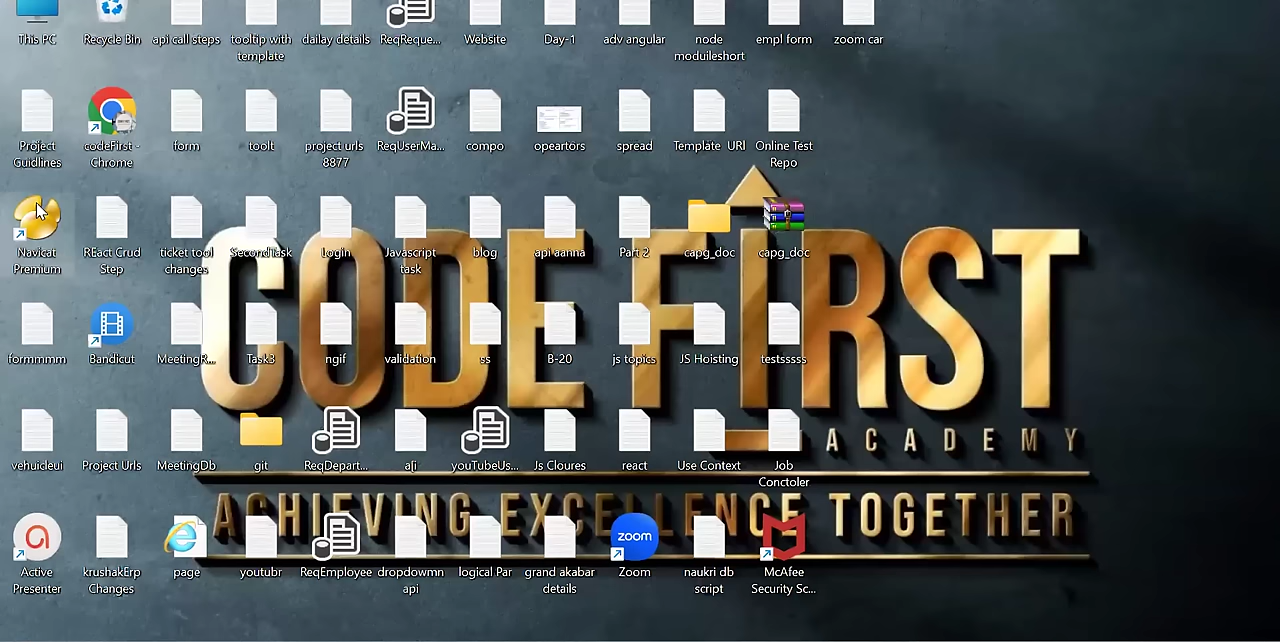 This PC
Recycle Bin
api call steps
tooltip with
template
dailay details
ReqReque...
Website
Day-1
adv angular
node
moduileshort
empl form
zoom car
Project
Guidlines
codeFirst -
Chrome
form
toolt
project urls
8877
ReqUserMa...
compo
opeartors
spread
Template_URl
Online Test
Repo
Navicat
Premium
REact Crud
Step
ticket tool
changes
SecondTask
Login
Javascript
task
blog
api aanna
Part 2
capg_doc
capg_doc
CODE FIRST
formmmm
Bandicut
MeetingR...
Task3
ngif
validation
ss
B-20
js topics
JS Hoisting
testsssss
ACADEMY
vehuicleui
Project Urls
MeetingDb
git
ReqDepart...
youTubeUs...
Js Cloures
react
Use Context
Job
Conctoler
ACHIEVING EXCELLENCE TOGETHER
Active
Presenter
krushakErp
Changes
page
youtubr
ReqEmployee
dropdowmn
api
logical Par
grand akabar
details
zoom
Zoom
naukri db
script
McAfee
Security Sc...